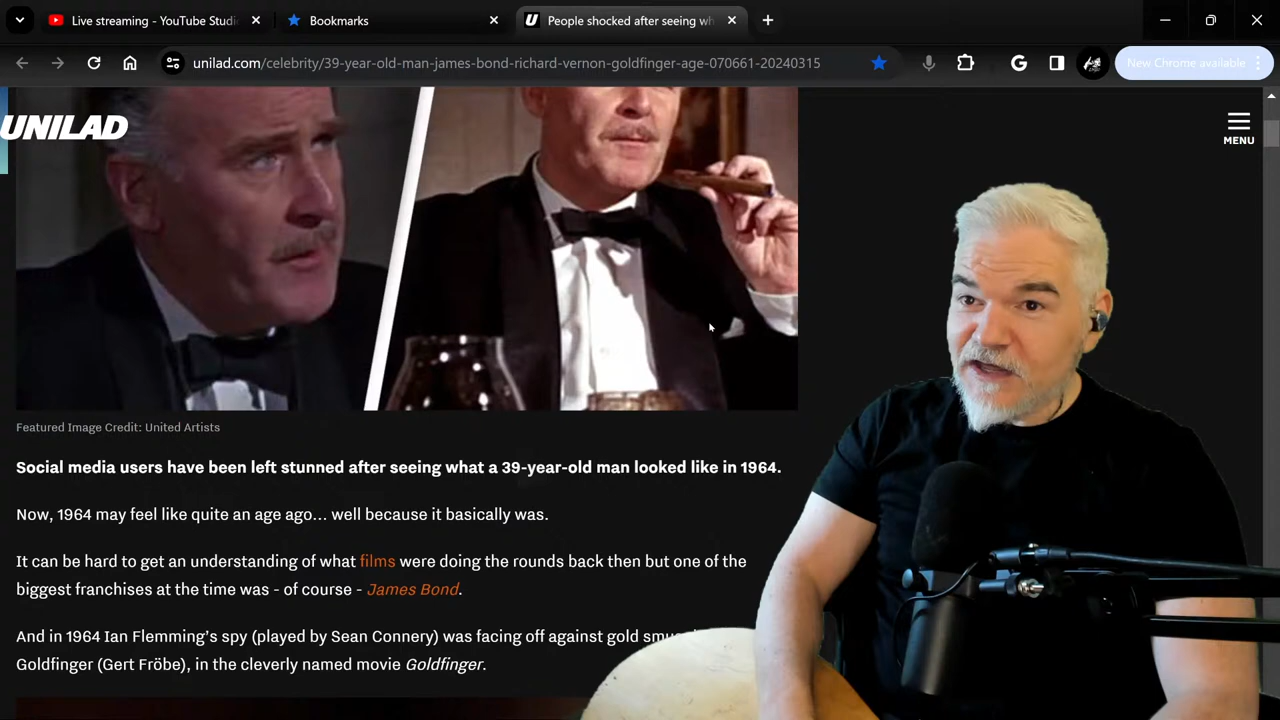 Live streaming - YouTube Studi
Bookmarks
People shocked after seeing wh
unilad.com/celebrity/39-year-old-man-james-bond-richard-vernon-goldfinger-age-070661-20240315
New Chrome available
UNILAD
MENU
Featured Image Credit: United Artists
Social media users have been left stunned after seeing what a 39-year-old man looked like in 1964.
Now, 1964 may feel like quite an age ago... well because it basically was.
It can be hard to get an understanding of what films were doing the rounds back then but one of the
biggest franchises at the time was - of course - James Bond.
And in 1964 Ian Flemming's spy (played by Sean Connery) was facing off against gold
Goldfinger (Gert Fröbe), in the cleverly named movie Goldfinger.